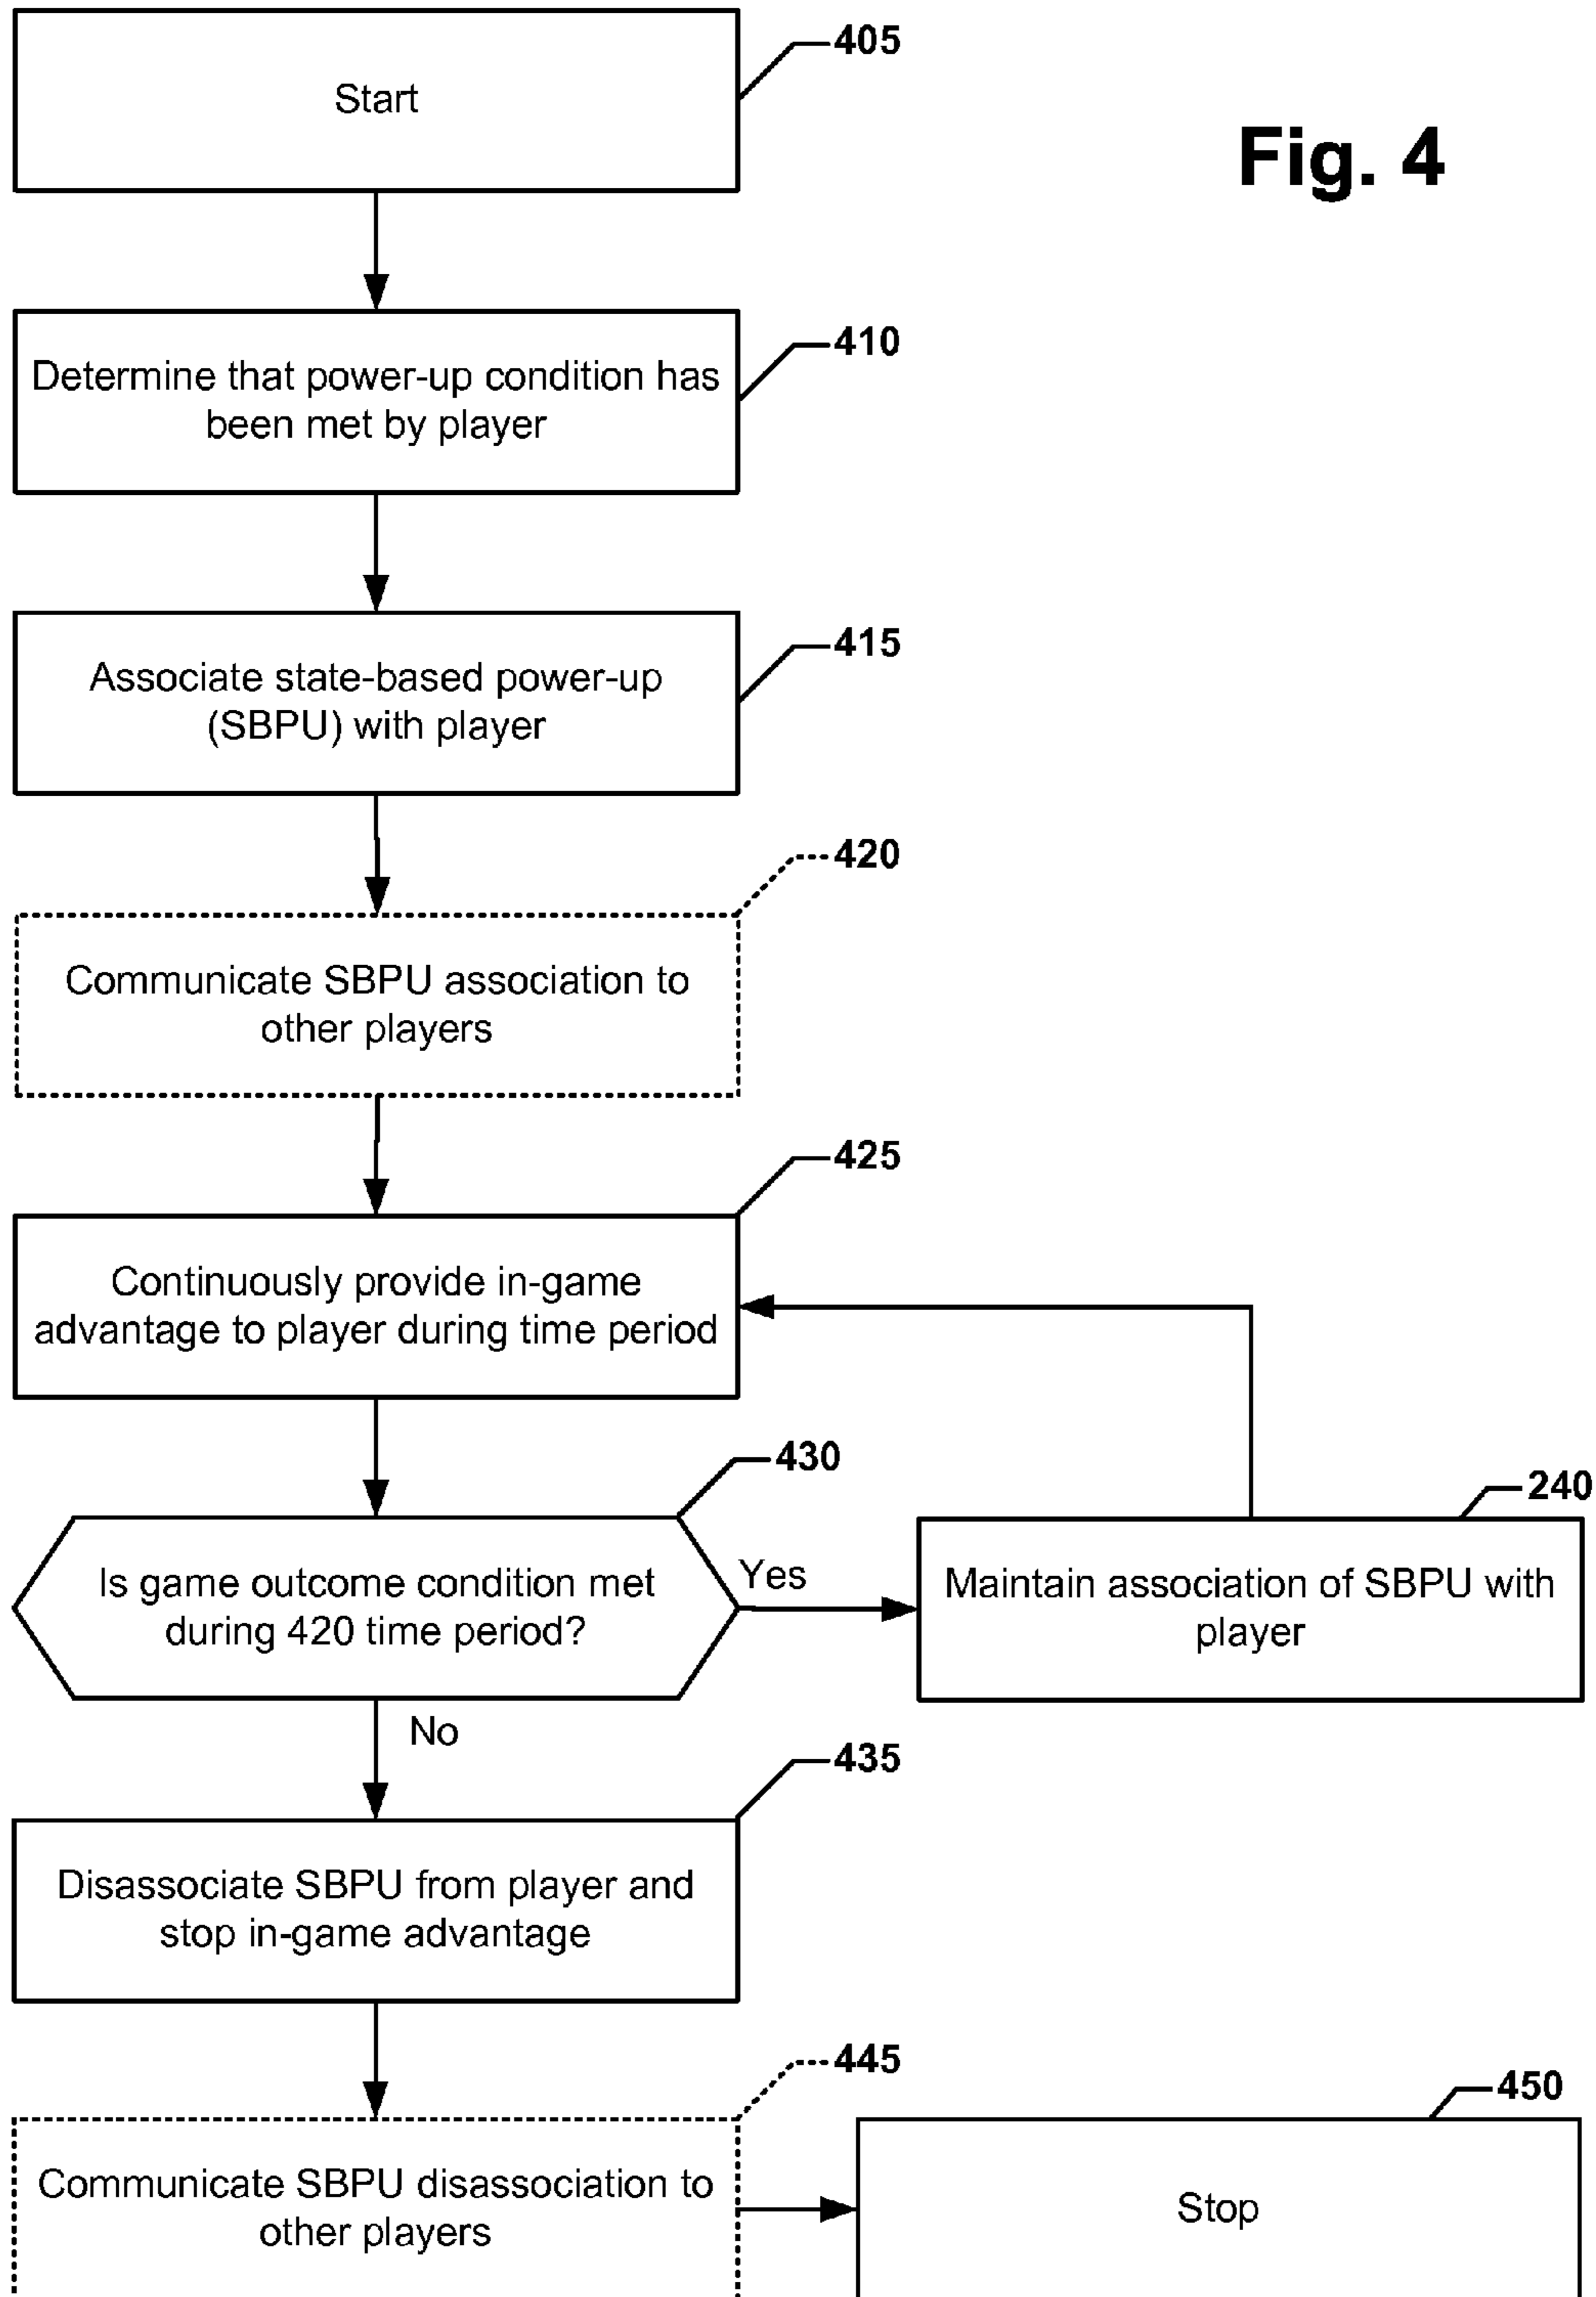 405
Start
Fig. 4
410
Determine that power-up condition has
been met by player
415
Associate state-based power-up
(SBPU) with player
420
Communicate SBPU association to
other players
425
Continuously provide in-game
advantage to player during time period
430
Is game outcome condition met
during 420 time period?
Yes
240
Maintain association of SBPU with
player
No
435
Disassociate SBPU from player and
stop in-game advantage
445
Communicate SBPU disassociation to
other players
450
Stop